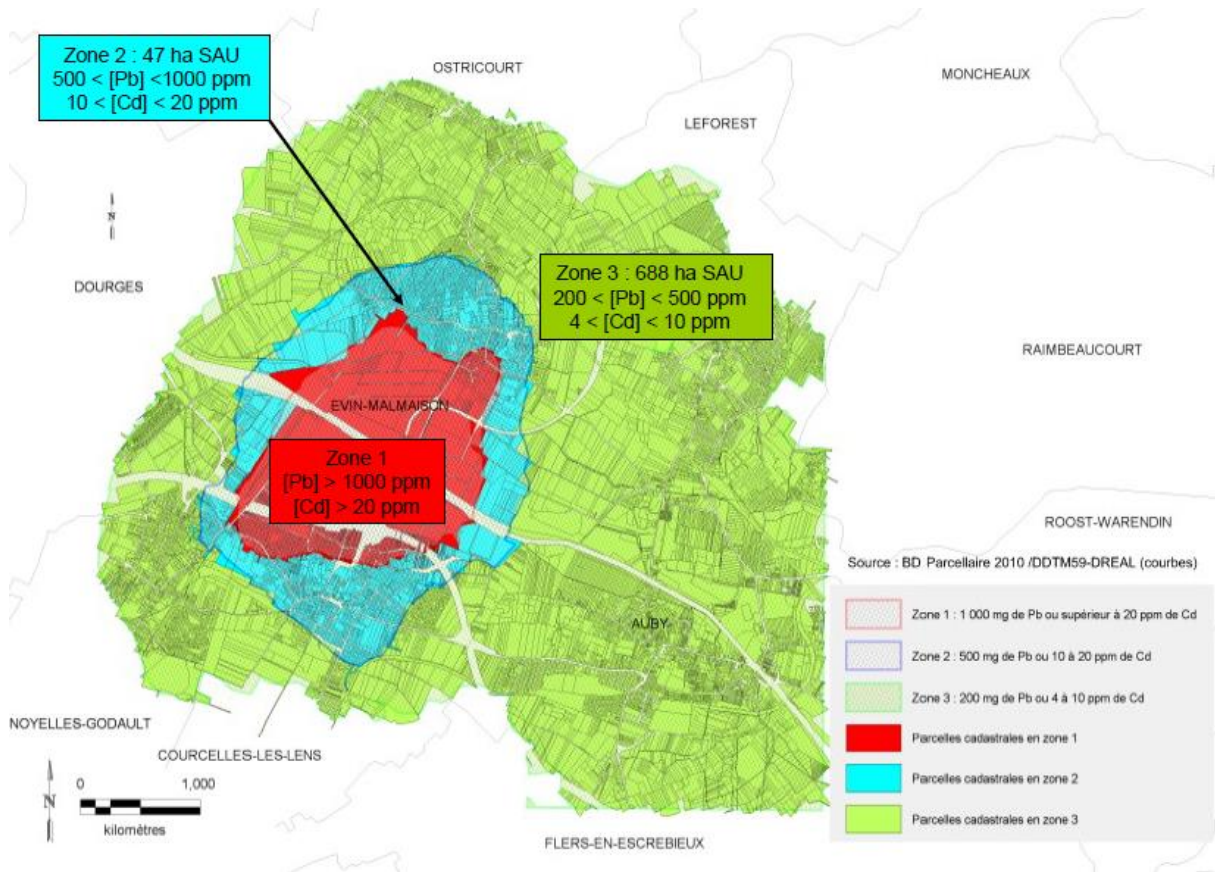 Zone 2 : 47 ha SAU
500 < [Pb] <1000 ppm
10 < [Cd] < 20 ppm
OSTRICOURT
MONCHEAUX
LEFOREST
N
DOURGES
Zone 3 : 688 ha SAU
200 < [Pb] < 500 ppm
4 < [Cd] < 10 ppm
RAIMBEAUCOURT
EVIN-MALMAISON
Zone 1
[Pb] > 1000 ppm
[Cd] > 20 ppm
ROOST-WARENDIN
Source : BD Parcellaire 2010 /DDTM59-DREAL (courbes)
Zone 1 : 1 000 mg de Pb ou supérieur à 20 ppm de Cd
AUBY
Zone 2 : 500 mg de Pb ou 10 à 20 ppm de Cd
Zone 3 : 200 mg de Pb ou 4 à 10 ppm de Cd
NOYELLES-GODAULT
Parcelles cadastrales en zone 1
COURCELLES-LES-LENS
Parcelles cadastrales en zone 2
0 1,000
N
kilomètres
Parcelles cadastrales en zone 3
FLERS-EN-ESCREBIEUX